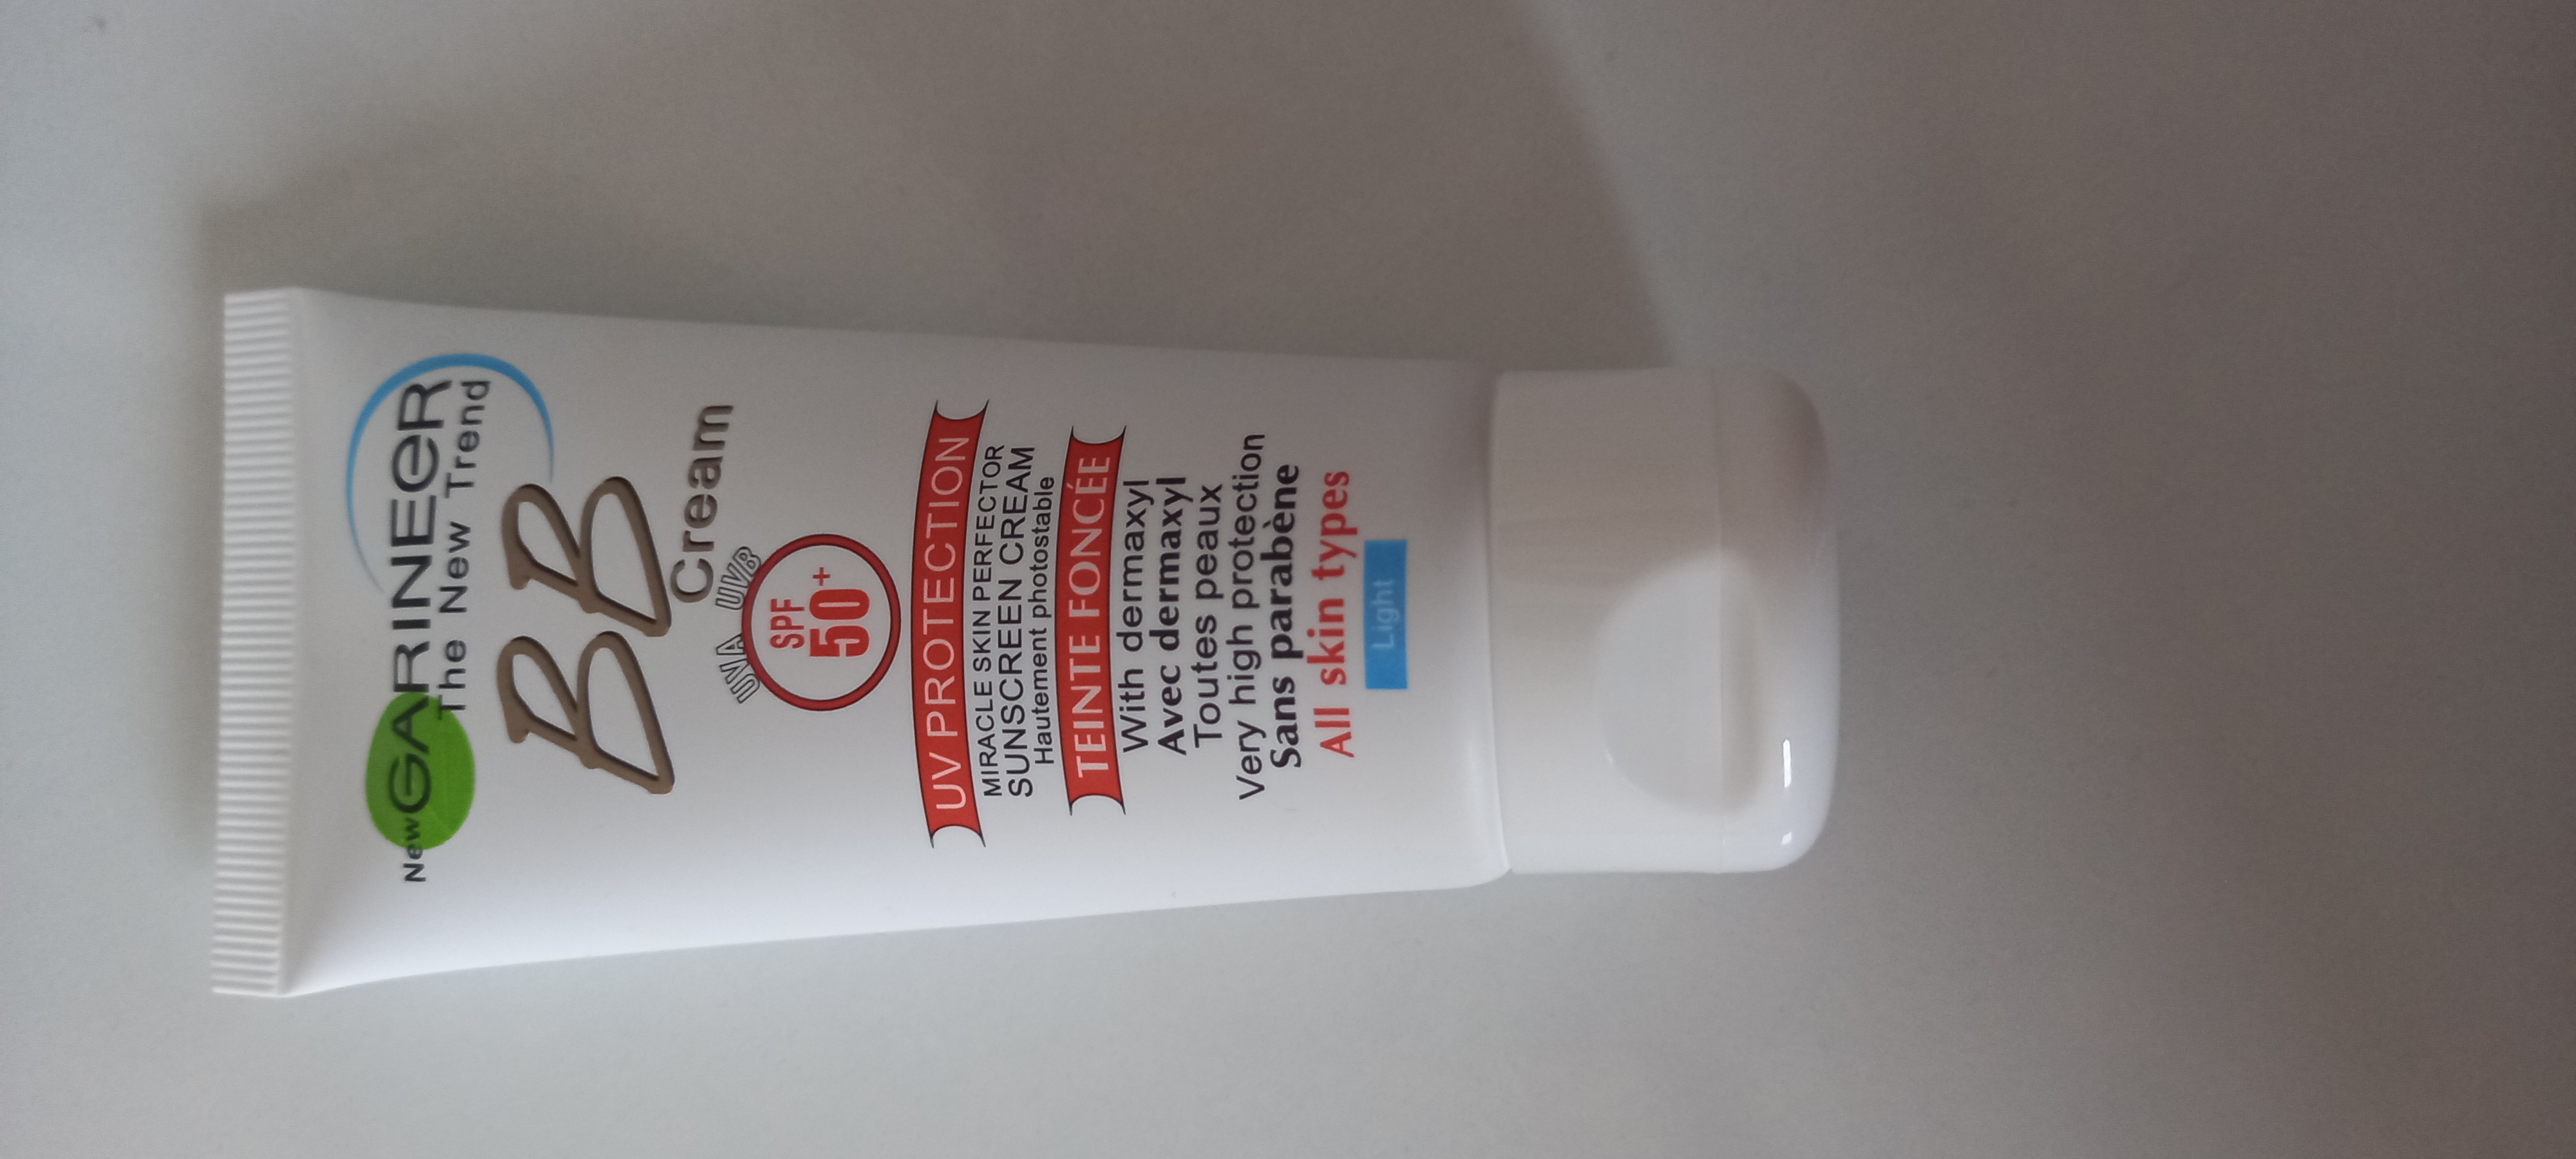 New GARINEeR
The New Trend
BB
Cream
UVA UVB
SPF
50+
UV PROTECTION
MIRACLE SKIN PERFECTOR
SUNSCREEN CREAM
Hautement photostable
TEINTE FONCÉE
With dermaxyl
Avec dermaxyl
Toutes peaux
Very high protection
Sans parabène
All skin types
Light